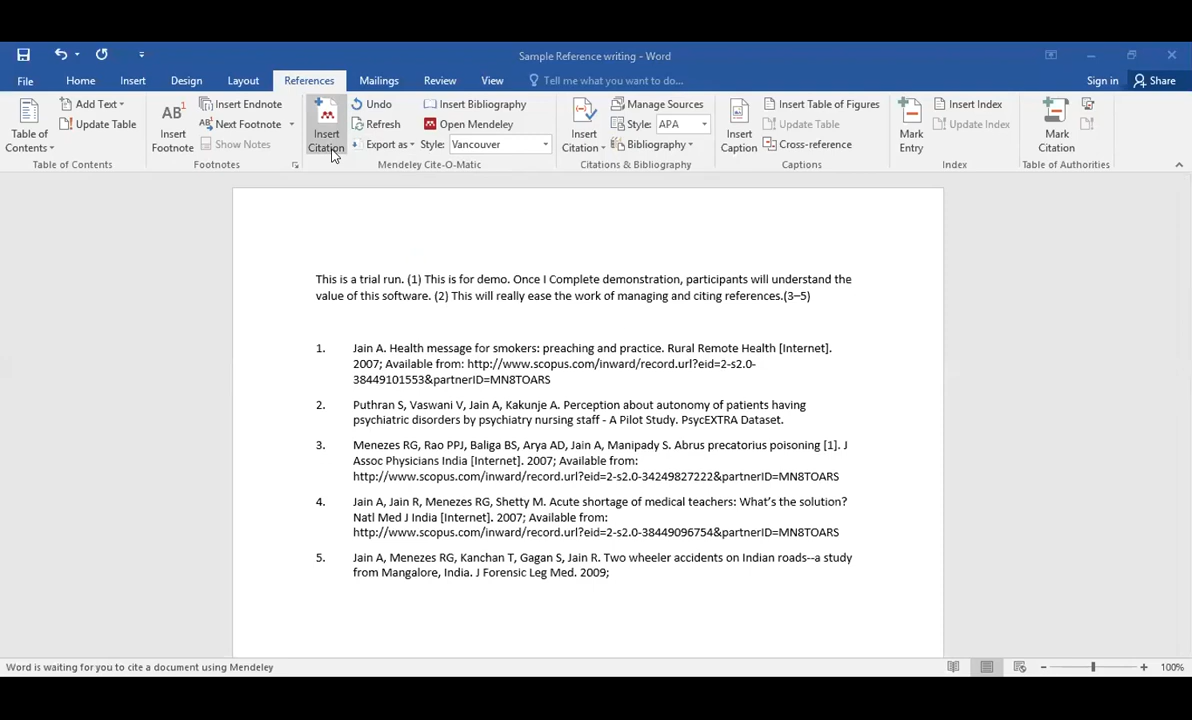 Sample Reference writing - Word
File Home Insert Design Layout References Mailings Review View Tell me what you want to do... Sign in Share
Table of Contents
Add Text
Update Table
Table of Contents
AB¹
Insert Footnote
Insert Endnote
Next Footnote
Show Notes
Footnotes
Insert Citation
Undo
Refresh
Export as
Insert Bibliography
Open Mendeley
Style: Vancouver
Mendeley Cite-O-Matic
Insert Citation
Manage Sources
Style: APA
Bibliography
Citations & Bibliography
Insert Caption
Insert Table of Figures
Update Table
Cross-reference
Captions
Mark Entry
Insert Index
Update Index
Index
Mark Citation
Table of Authorities
This is a trial run. (1) This is for demo. Once I Complete demonstration, participants will understand the
value of this software. (2) This will really ease the work of managing and citing references.(3–5)
1. Jain A. Health message for smokers: preaching and practice. Rural Remote Health [Internet].
2007; Available from: http://www.scopus.com/inward/record.url?eid=2-s2.0-
38449101553&partnerID=MN8TOARS
2. Puthran S, Vaswani V, Jain A, Kakunje A. Perception about autonomy of patients having
psychiatric disorders by psychiatry nursing staff - A Pilot Study. PsycEXTRA Dataset.
3. Menezes RG, Rao PPJ, Baliga BS, Arya AD, Jain A, Manipady S. Abrus precatorius poisoning [1]. J
Assoc Physicians India [Internet]. 2007; Available from:
http://www.scopus.com/inward/record.url?eid=2-s2.0-34249827222&partnerID=MN8TOARS
4. Jain A, Jain R, Menezes RG, Shetty M. Acute shortage of medical teachers: What's the solution?
Natl Med J India [Internet]. 2007; Available from:
http://www.scopus.com/inward/record.url?eid=2-s2.0-38449096754&partnerID=MN8TOARS
5. Jain A, Menezes RG, Kanchan T, Gagan S, Jain R. Two wheeler accidents on Indian roads--a study
from Mangalore, India. J Forensic Leg Med. 2009;
Word is waiting for you to cite a document using Mendeley
100%